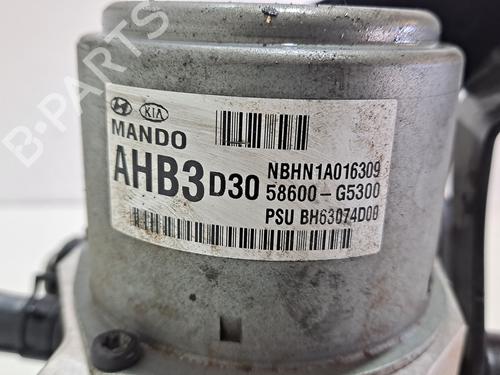 KIA
MANDO
AHB3 D30
NBHN1A016309
58600-G5300
PSU BH63074D00
B-PARTS